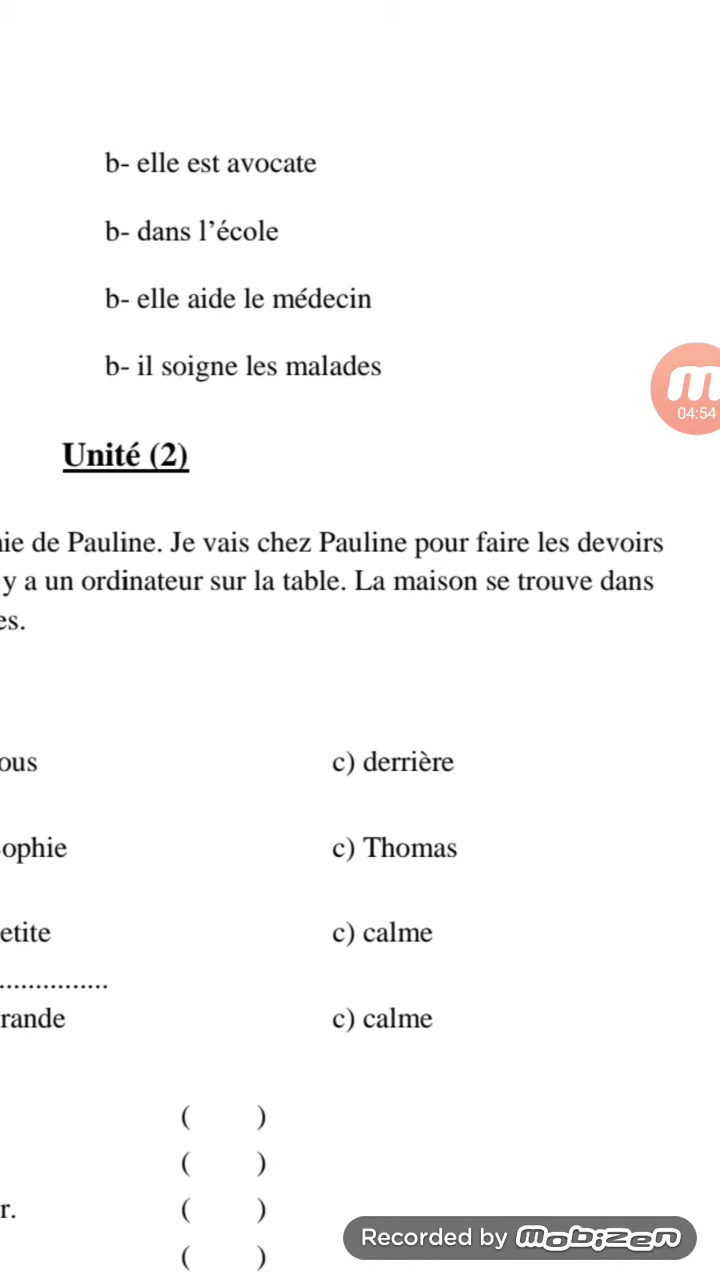 b- elle est avocate
b- dans l’école
b- elle aide le médecin
b- il soigne les malades
04:54
Unité (2)
de Pauline. Je vais chez Pauline pour faire les devoirs
y a un ordinateur sur la table. La maison se trouve dans
es.
ous c) derrière
ophie c) Thomas
etite c) calme
...............
rande c) calme
( )
( )
r. ( )
( )
Recorded by mobizen